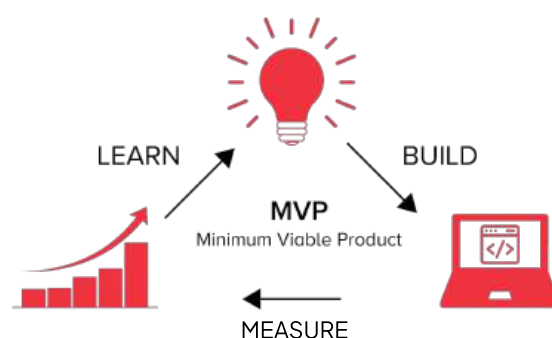 LEARN
BUILD
MVP
Minimum Viable Product
</>
MEASURE